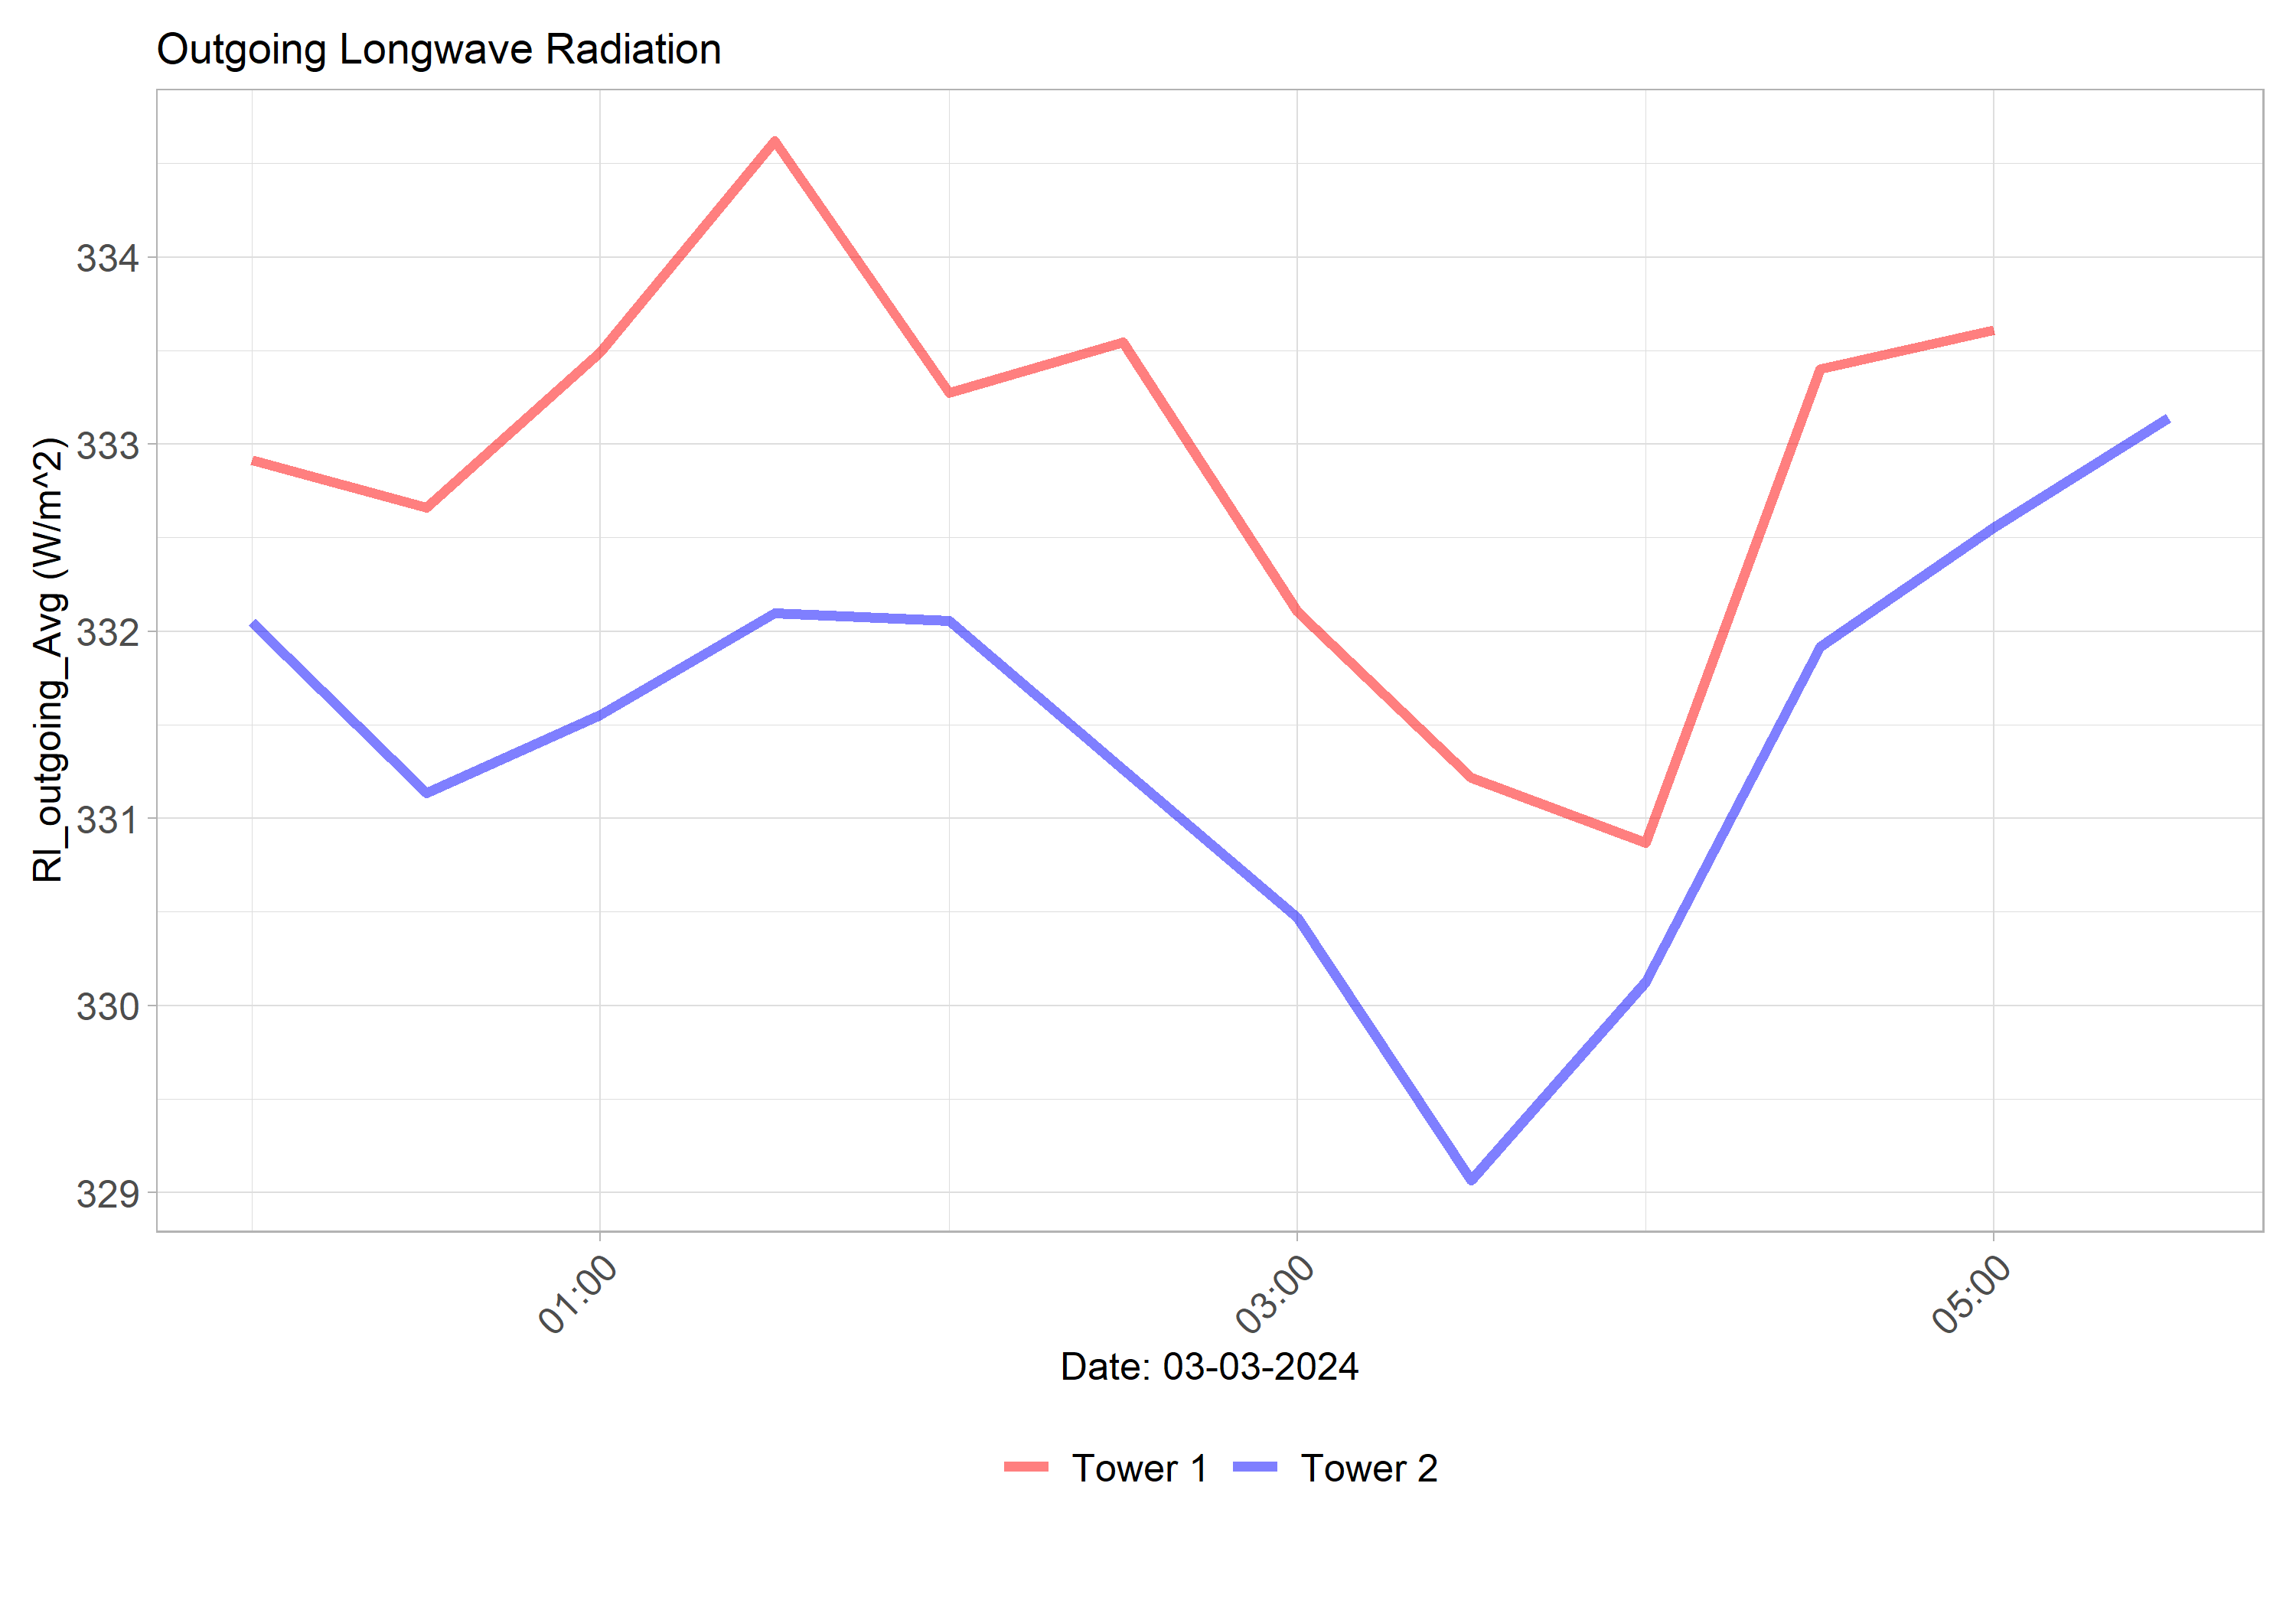 Outgoing Longwave Radiation
Rl_outgoing_Avg (W/m^2)
334
333
332
331
330
329
01:00
03:00
05:00
Date: 03-03-2024
Tower 1
Tower 2